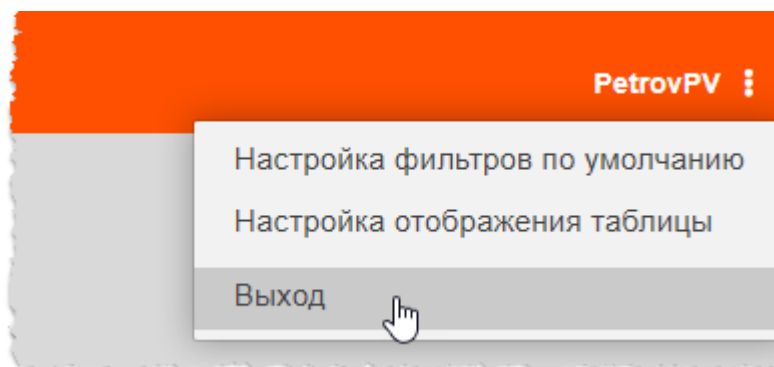 PetrovPV
Настройка фильтров по умолчанию
Настройка отображения таблицы
Выход